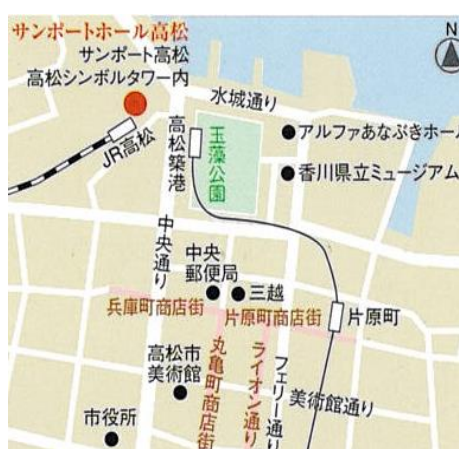 サンポートホール高松
サンポート高松
高松シンボルタワー内
N
水城通り
JR高松
高松築港
玉藻公園
アルファあなぶきホー
香川県立ミュージアム
中央通り
中央
郵便局
三越
兵庫町商店街
片原町商店街
片原町
高松市
美術館
丸亀町商店街
ライオン通り
フェリー通り
美術館通り
市役所